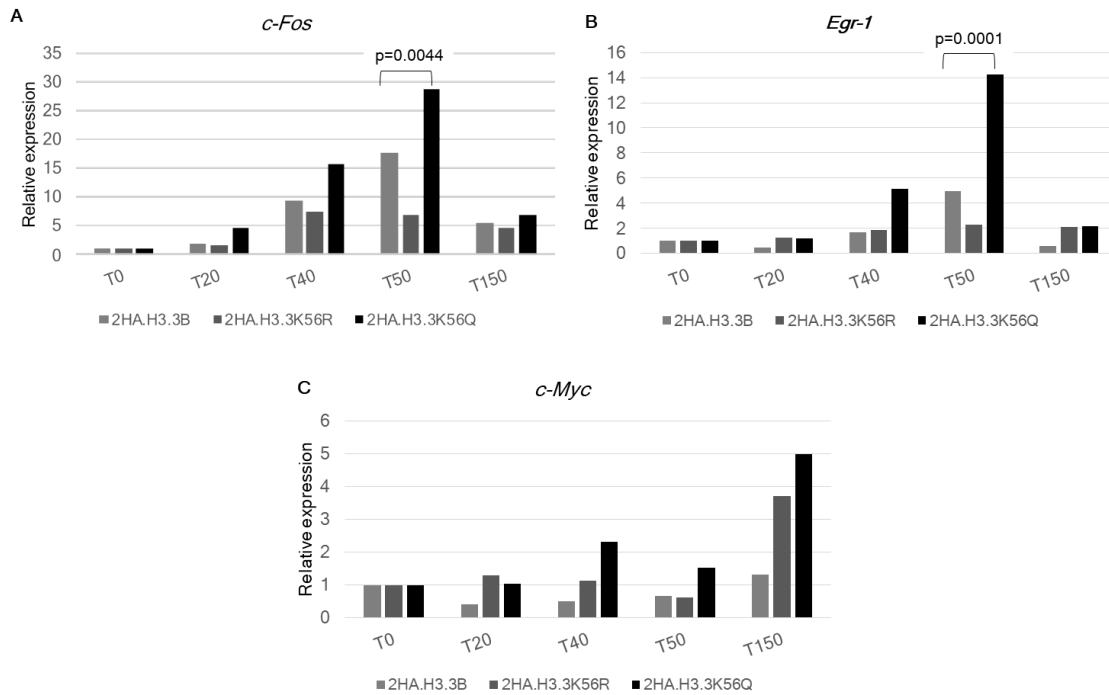 A
c-Fos
p=0.0044
Relative expression
35
30
25
20
15
10
5
0
T0 T20 T40 T50 T150
2HA.H3.3B 2HA.H3.3K56R 2HA.H3.3K56Q
B
Egr-1
p=0.0001
Relative expression
16
14
12
10
8
6
4
2
0
T0 T20 T40 T50 T150
2HA.H3.3B 2HA.H3.3K56R 2HA.H3.3K56Q
C
c-Myc
Relative expression
6
5
4
3
2
1
0
T0 T20 T40 T50 T150
2HA.H3.3B 2HA.H3.3K56R 2HA.H3.3K56Q